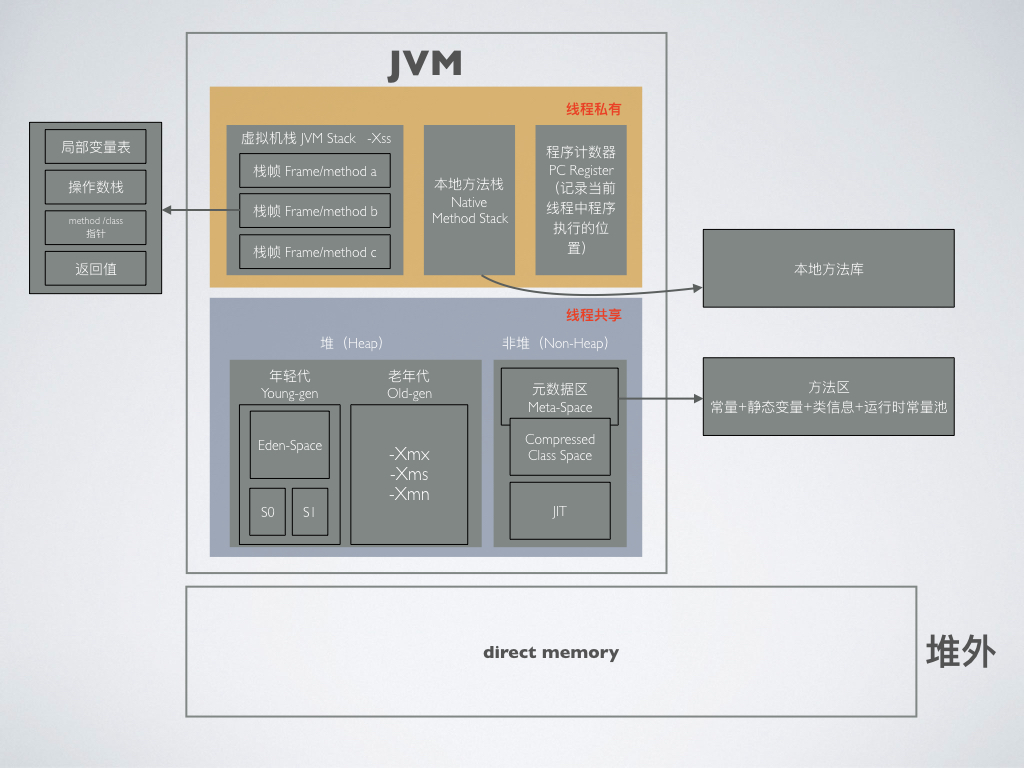 JVM
线程私有
虚拟机栈 JVM Stack -Xss
栈帧 Frame/method a
栈帧 Frame/method b
栈帧 Frame/method c
本地方法栈
Native
Method Stack
程序计数器
PC Register
（记录当前
线程中程序
执行的位
置）
局部变量表
操作数栈
method /class
指针
返回值
本地方法库
线程共享
堆（Heap）
年轻代
Young-gen
Eden-Space
S0
S1
老年代
Old-gen
-Xmx
-Xms
-Xmn
非堆（Non-Heap）
元数据区
Meta-Space
Compressed
Class Space
JIT
方法区
常量+静态变量+类信息+运行时常量池
direct memory
堆外